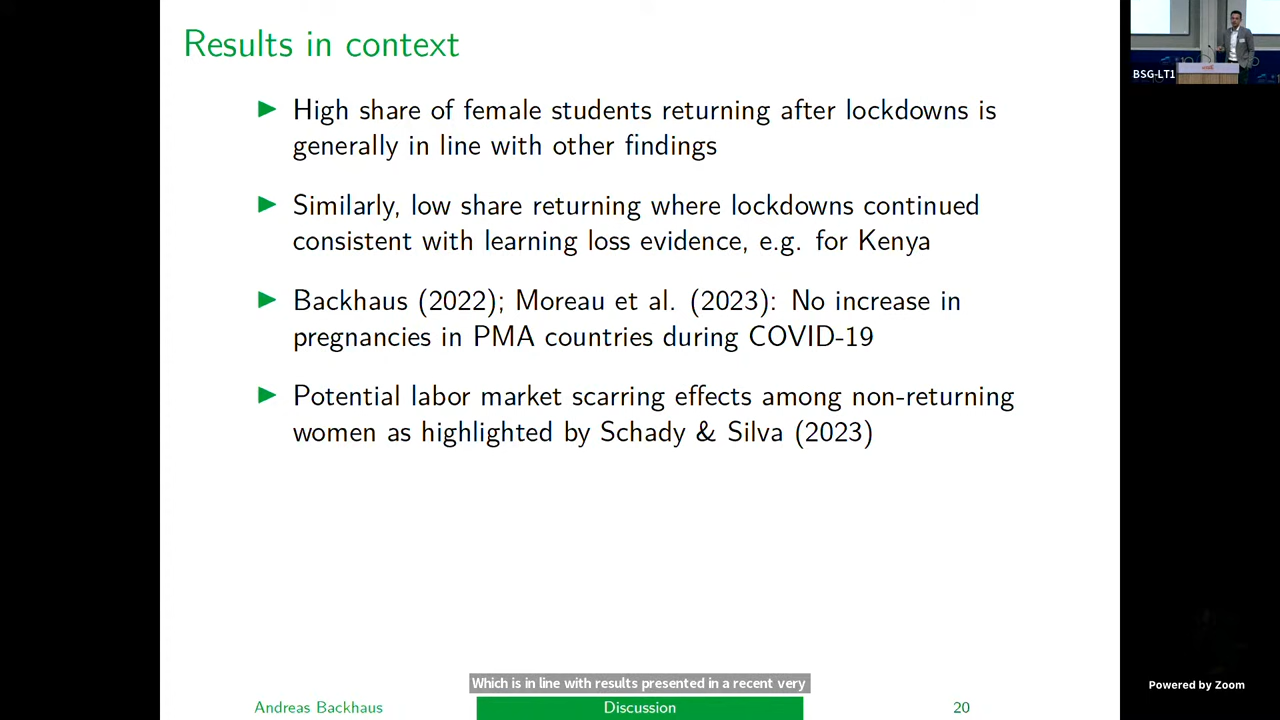 Results in context
High share of female students returning after lockdowns is
generally in line with other findings
Similarly, low share returning where lockdowns continued
consistent with learning loss evidence, e.g. for Kenya
Backhaus (2022); Moreau et al. (2023): No increase in
pregnancies in PMA countries during COVID-19
Potential labor market scarring effects among non-returning
women as highlighted by Schady & Silva (2023)
Which is in line with results presented in a recent very
Andreas Backhaus
Discussion
20
BSG-LT1
Powered by Zoom